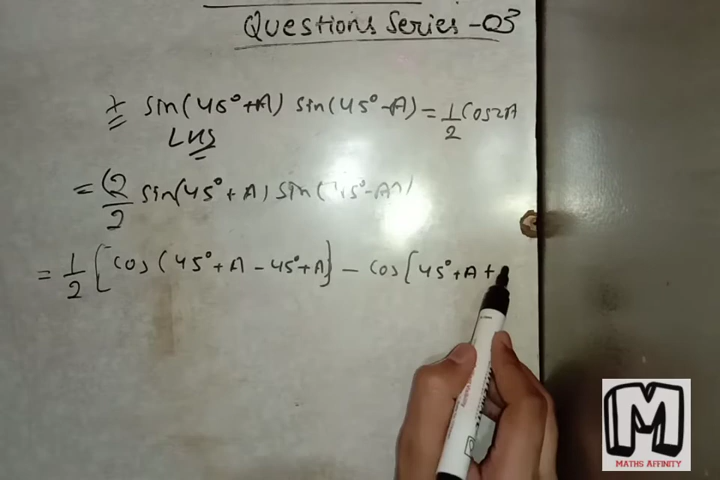 Questions Series -03
* sin(45°+A) sin(45°-A) = 1/2 Cos2A
LHS
= (2/2 sin(45°+A) sin(45°-A))
= 1/2 [cos(45°+A-45°+A} - cos[45°+A+
M
MATHS AFFINITY